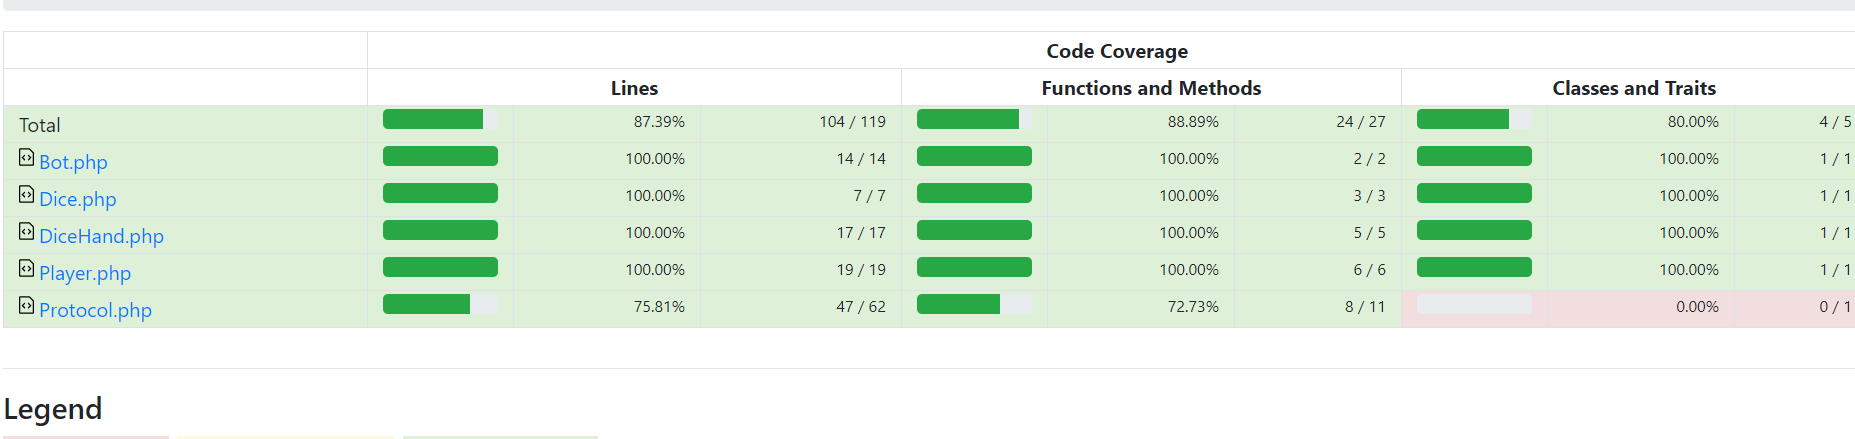 Code Coverage
Lines Functions and Methods Classes and Traits
Total 87.39% 104 / 119 88.89% 24 / 27 80.00% 4 / 5
Bot.php 100.00% 14 / 14 100.00% 2 / 2 100.00% 1 / 1
Dice.php 100.00% 7 / 7 100.00% 3 / 3 100.00% 1 / 1
DiceHand.php 100.00% 17 / 17 100.00% 5 / 5 100.00% 1 / 1
Player.php 100.00% 19 / 19 100.00% 6 / 6 100.00% 1 / 1
Protocol.php 75.81% 47 / 62 72.73% 8 / 11 0.00% 0 / 1
Legend